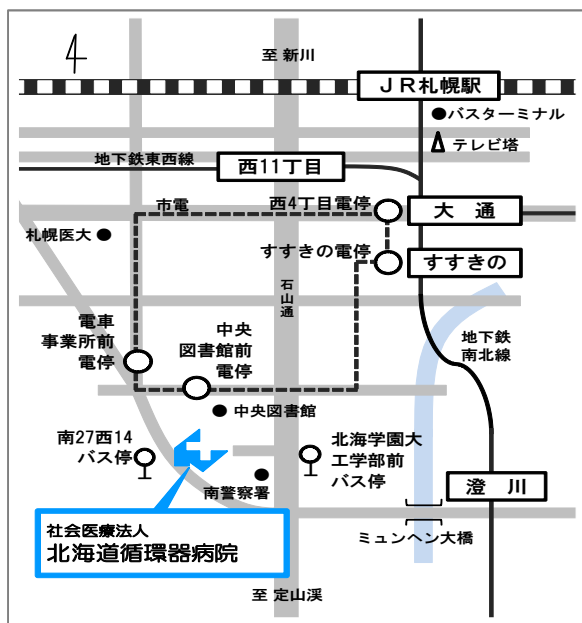 至 新川
JR札幌駅
バスターミナル
テレビ塔
地下鉄東西線
西11丁目
市電
西4丁目電停
大通
札幌医大
すすきの電停
すすきの
石山通
電車
事業所前
電停
中央
図書館前
電停
地下鉄
南北線
中央図書館
南27西14
バス停
北海学園大
工学部前
バス停
南警察署
澄川
社会医療法人
北海道循環器病院
ミュンヘン大橋
至 定山渓